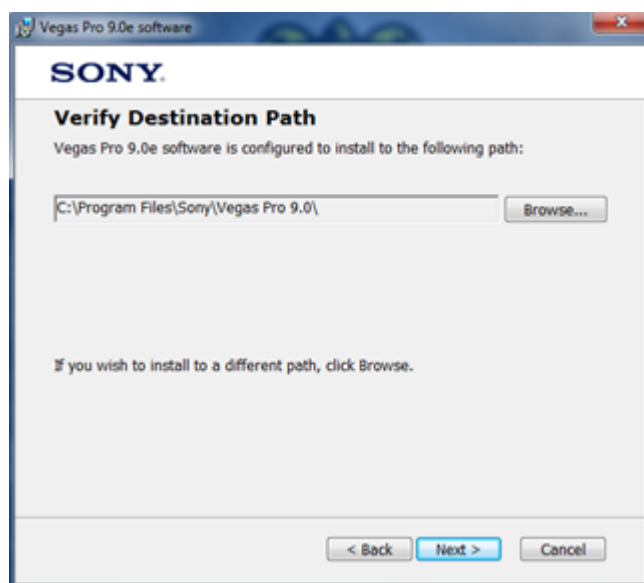 Vegas Pro 9.0e software
SONY.
Verify Destination Path
Vegas Pro 9.0e software is configured to install to the following path:
C:\Program Files\Sony\Vegas Pro 9.0\
Browse...
If you wish to install to a different path, click Browse.
< Back
Next >
Cancel